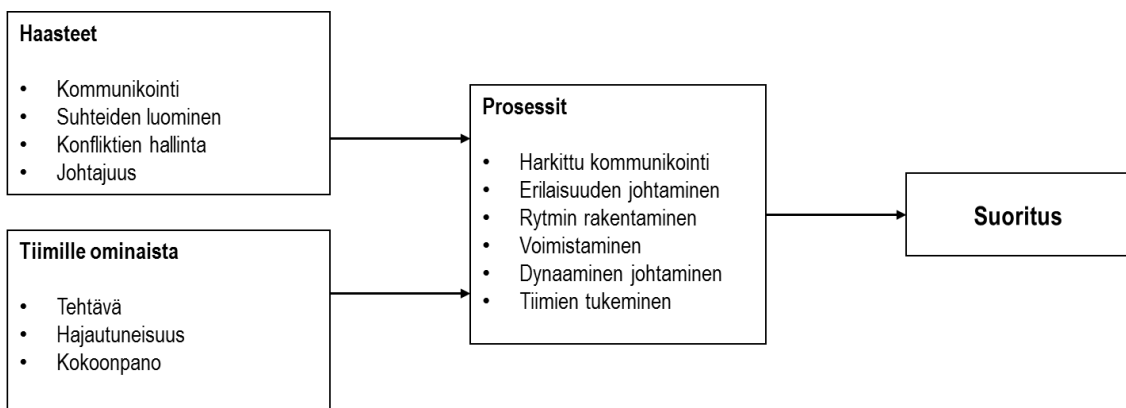 Haasteet
• Kommunikointi
• Suhteiden luominen
• Konfliktien hallinta
• Johtajuus
Tiimille ominaista
• Tehtävä
• Hajautuneisuus
• Kokoonpano
Prosessit
• Harkittu kommunikointi
• Erilaisuuden johtaminen
• Rytmin rakentaminen
• Voimistaminen
• Dynaaminen johtaminen
• Tiimien tukeminen
Suoritus